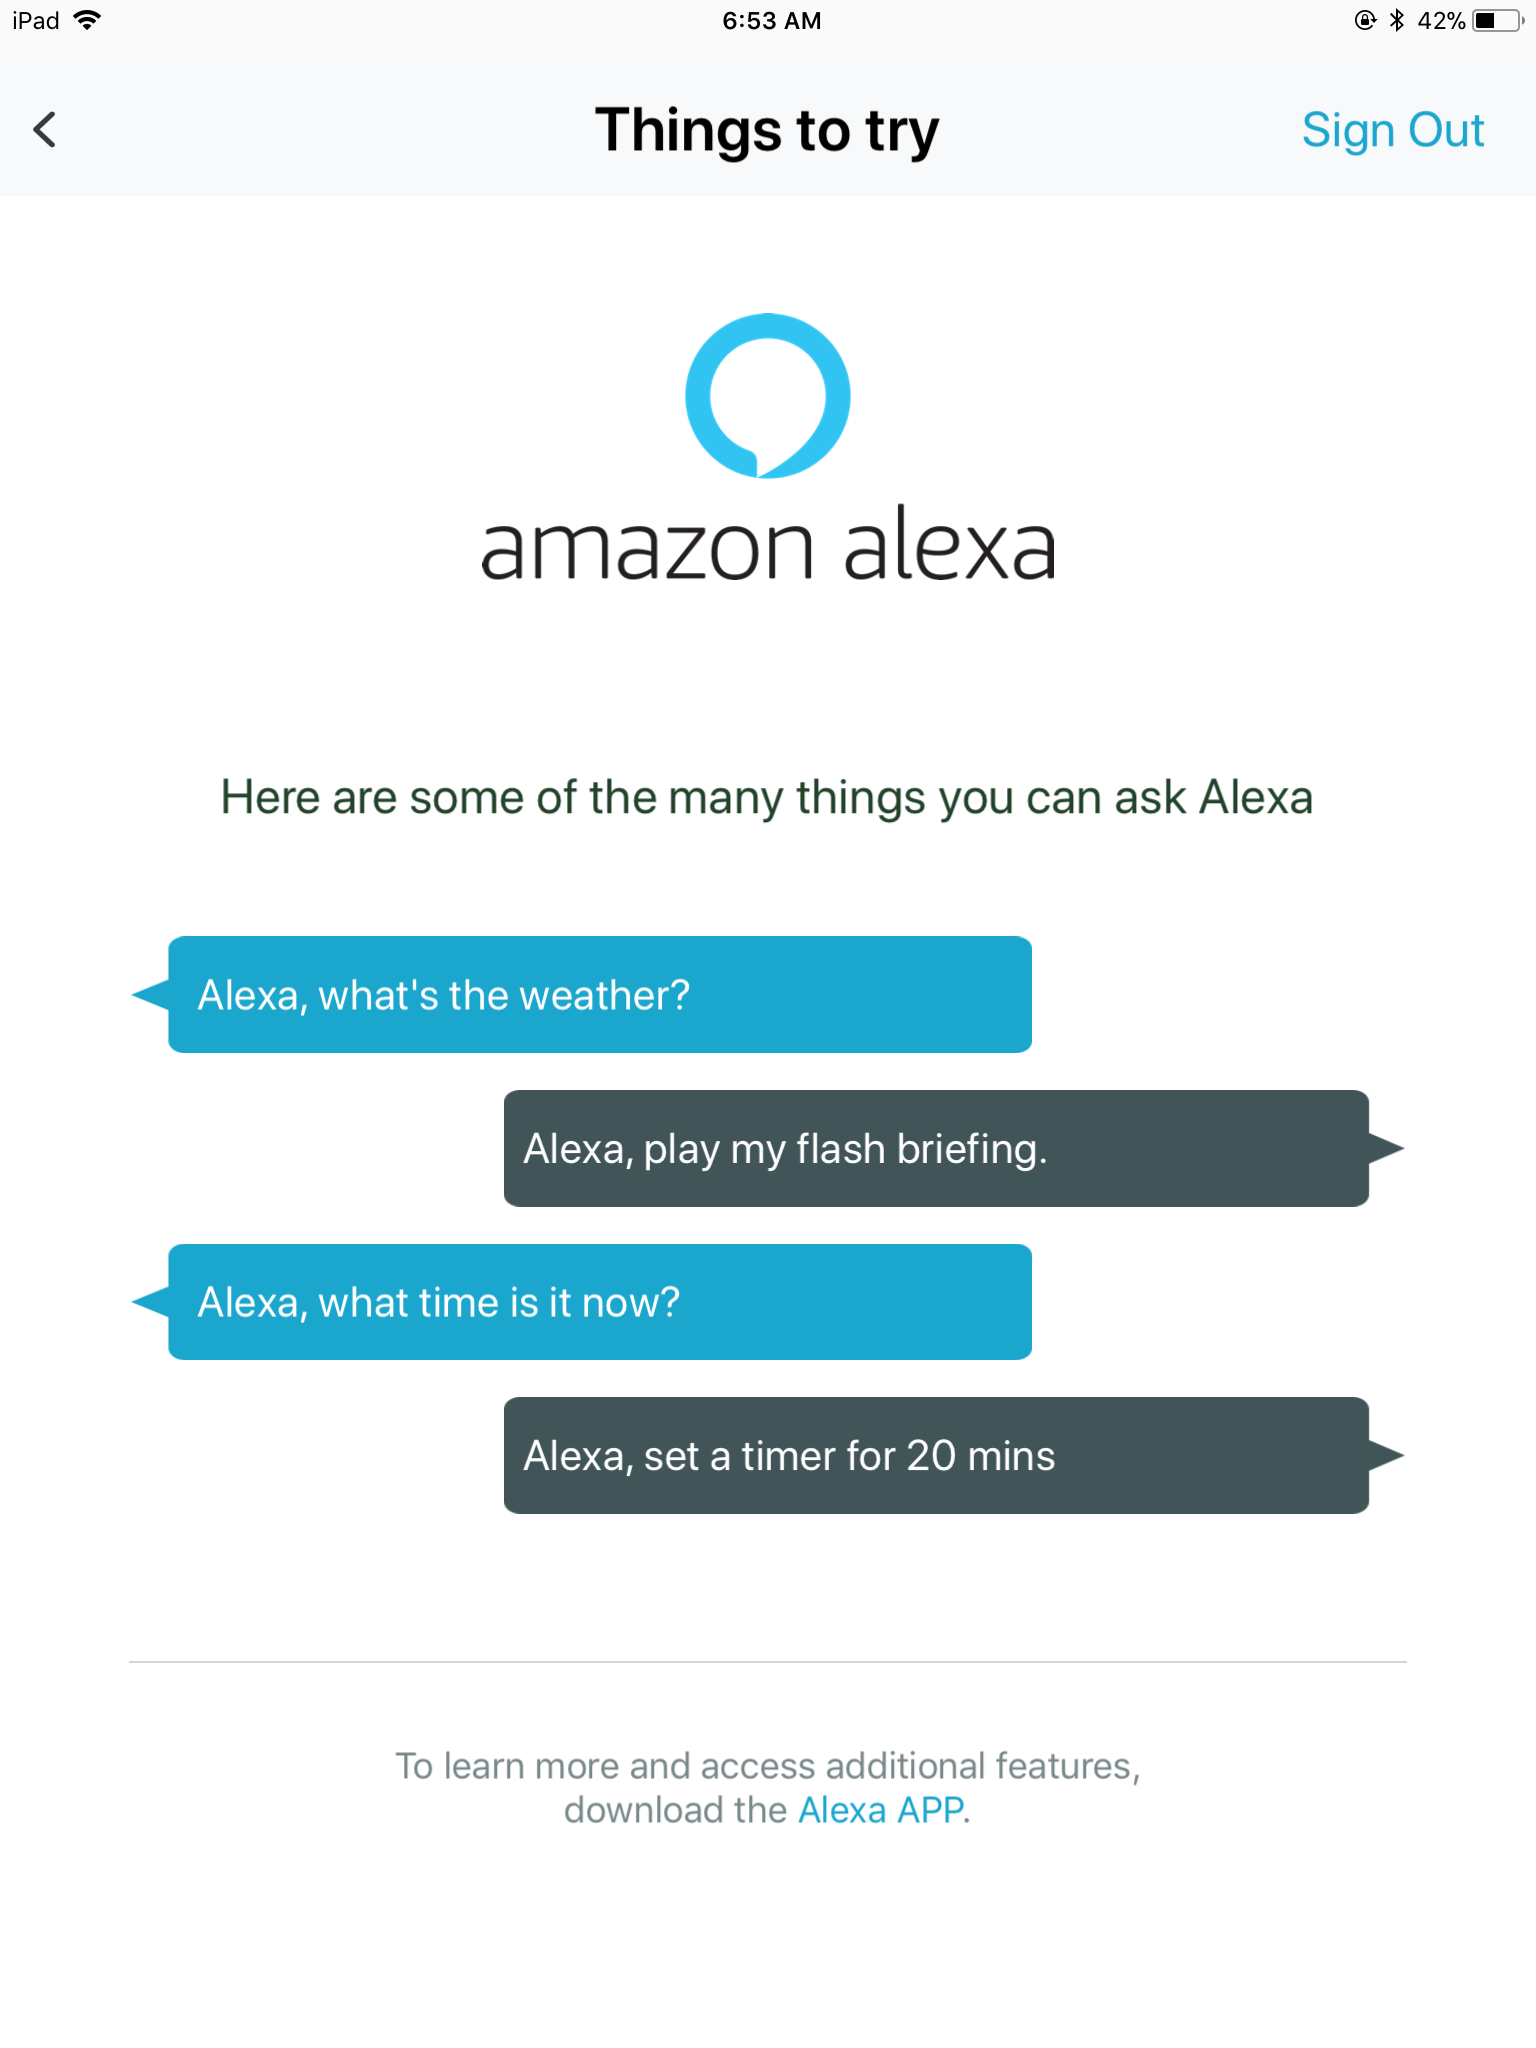 iPad 6:53 AM 42%
Things to try Sign Out
amazon alexa
Here are some of the many things you can ask Alexa
Alexa, what's the weather?
Alexa, play my flash briefing.
Alexa, what time is it now?
Alexa, set a timer for 20 mins
To learn more and access additional features,
download the Alexa APP.